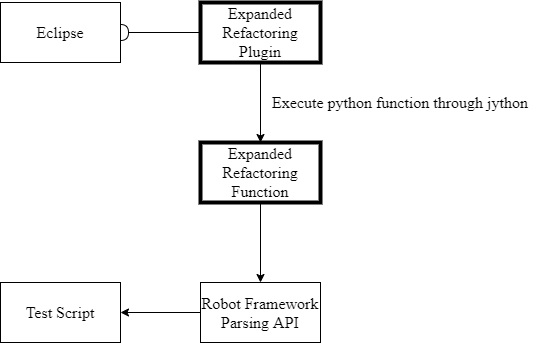 Eclipse
Expanded
Refactoring
Plugin
Execute python function through jython
Expanded
Refactoring
Function
Test Script
Robot Framework
Parsing API